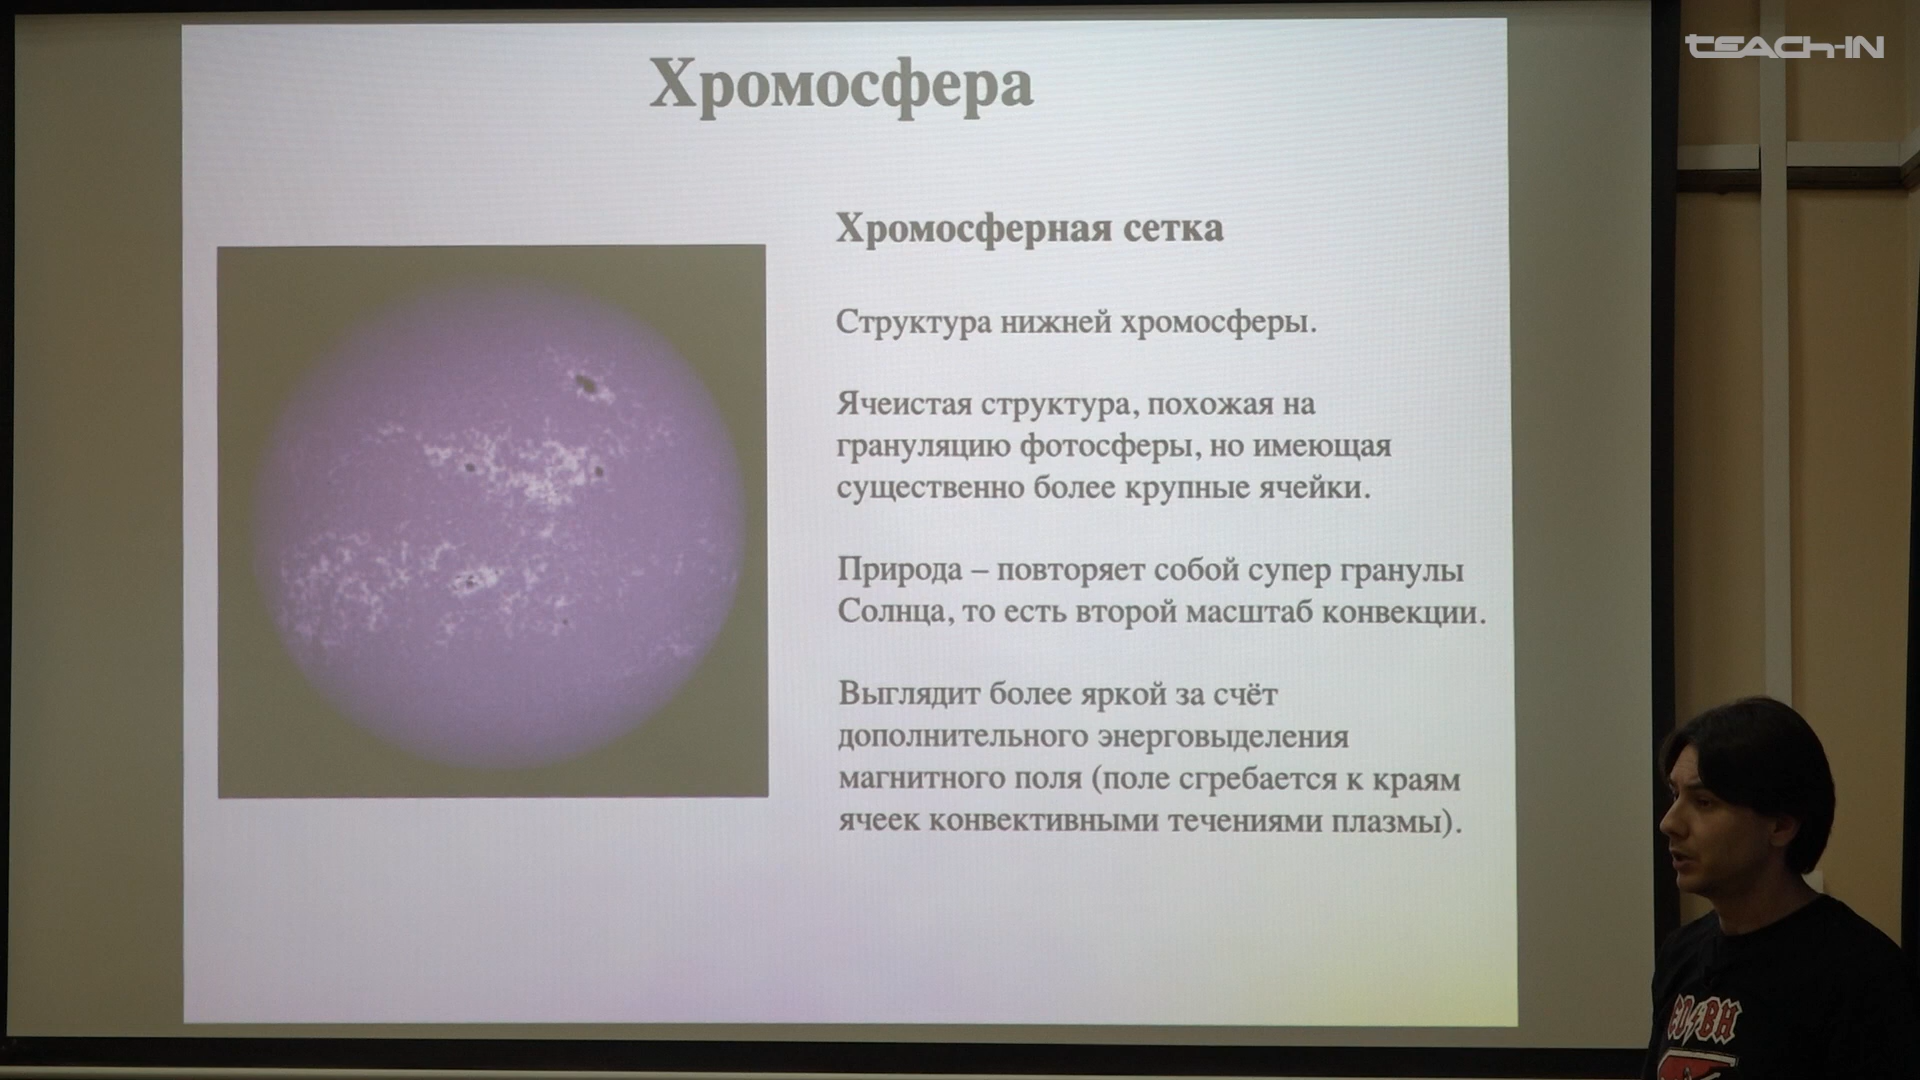 TEACH-IN
Хромосфера
Хромосферная сетка
Структура нижней хромосферы.
Ячеистая структура, похожая на
грануляцию фотосферы, но имеющая
существенно более крупные ячейки.
Природа – повторяет собой супер гранулы
Солнца, то есть второй масштаб конвекции.
Выглядит более яркой за счёт
дополнительного энерговыделения
магнитного поля (поле сгребается к краям
ячеек конвективными течениями плазмы).